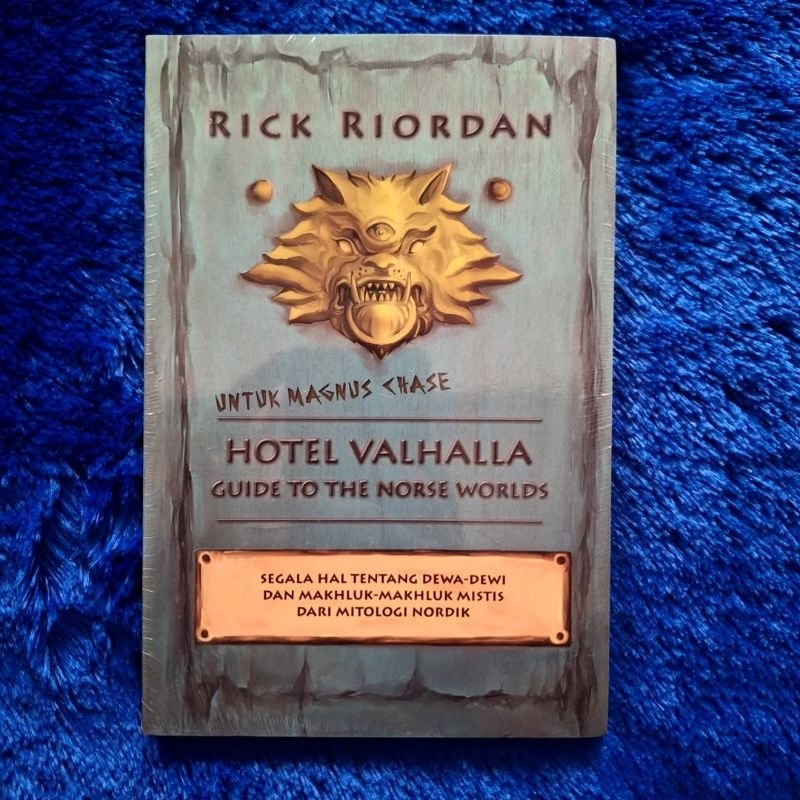 RICK RIORDAN
UNTUK MAGNUS CHASE
HOTEL VALHALLA
GUIDE TO THE NORSE WORLDS
SEGALA HAL TENTANG DEWA-DEWI
DAN MAKHLUK-MAKHLUK MISTIS
DARI MITOLOGI NORDIK